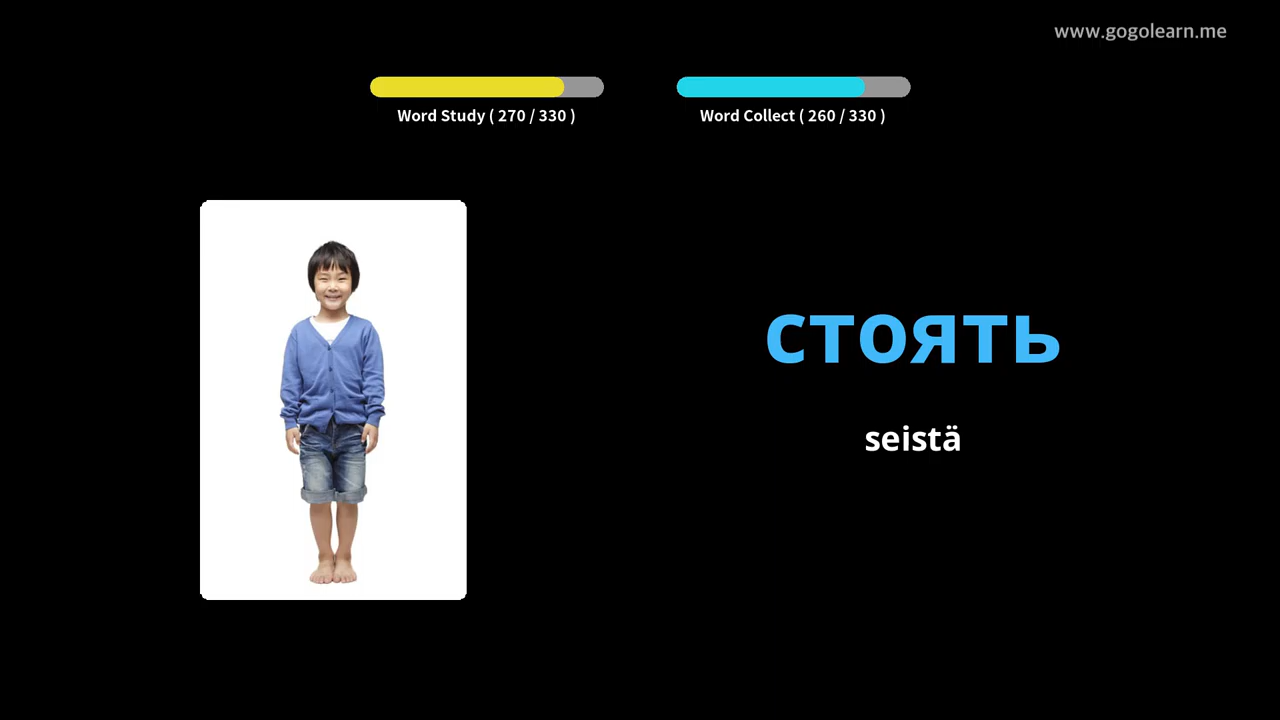 www.gogolearn.me
Word Study ( 270 / 330 )
Word Collect ( 260 / 330 )
стоять
seistä